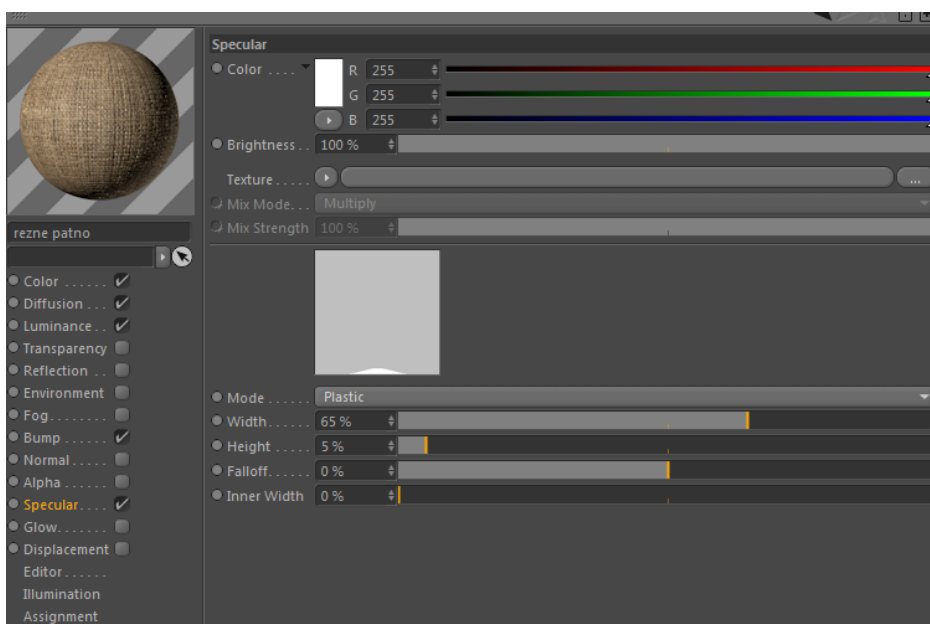 Specular
Color ....
R 255
G 255
B 255
Brightness . . 100 %
Texture ..... ...
Mix Mode. . . Multiply
Mix Strength 100 %
rezne patno
Color ......
Diffusion ...
Luminance . .
Transparency
Reflection . .
Environment
Fog........
Bump ......
Normal.....
Alpha ......
Specular....
Glow.......
Displacement
Editor......
Illumination
Assignment
Mode...... Plastic
Width...... 65 %
Height ..... 5 %
Falloff...... 0 %
Inner Width 0 %